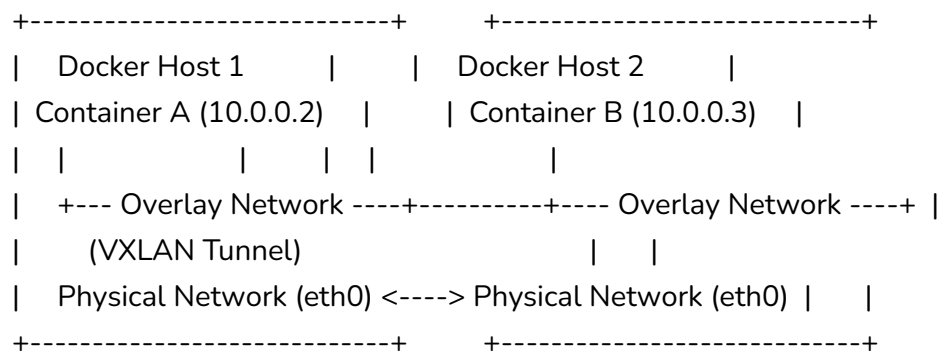 +-----------------------------+          +-----------------------------+
|     Docker Host 1           |          |     Docker Host 2           |
|  Container A (10.0.0.2)     |          |  Container B (10.0.0.3)     |
|     |                       |          |     |                       |
|     +--- Overlay Network ----+----------+---- Overlay Network ----+  |
|         (VXLAN Tunnel)                                      |       |
|     Physical Network (eth0) <----> Physical Network (eth0)  |       |
+-----------------------------+          +-----------------------------+